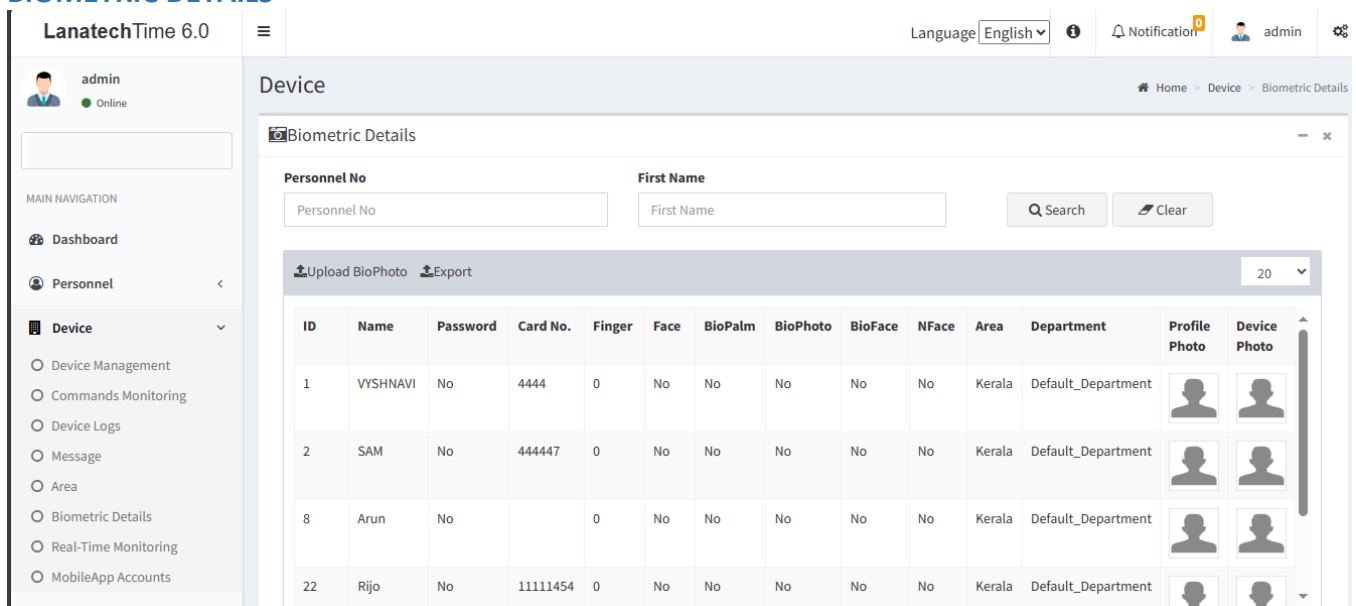 BIOMETRIC DETAILS
LanatechTime 6.0
Language English
Notification 0
admin
admin
Online
MAIN NAVIGATION
Dashboard
Personnel
Device
Device Management
Commands Monitoring
Device Logs
Message
Area
Biometric Details
Real-Time Monitoring
MobileApp Accounts
Device
Home > Device > Biometric Details
Biometric Details
Personnel No First Name
Personnel No First Name Search Clear
Upload BioPhoto Export 20
ID Name Password Card No. Finger Face BioPalm BioPhoto BioFace NFace Area Department Profile Photo Device Photo
1 VYSHNAVI No 4444 0 No No No No No Kerala Default_Department
2 SAM No 444447 0 No No No No No Kerala Default_Department
8 Arun No 0 No No No No No Kerala Default_Department
22 Rijo No 11111454 0 No No No No No Kerala Default_Department